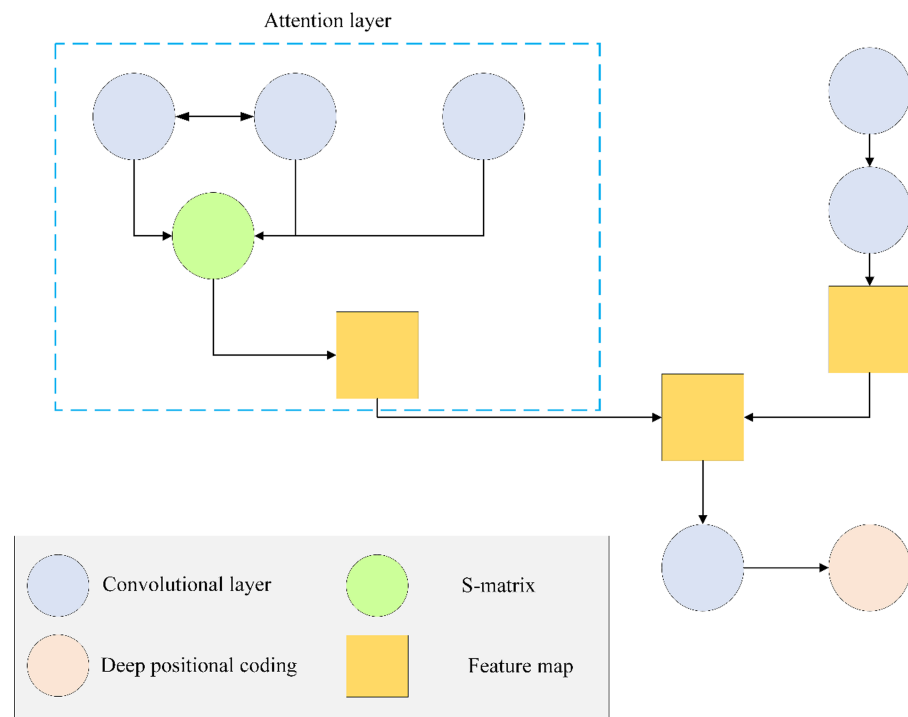 Attention layer
Convolutional layer
S-matrix
Deep positional coding
Feature map